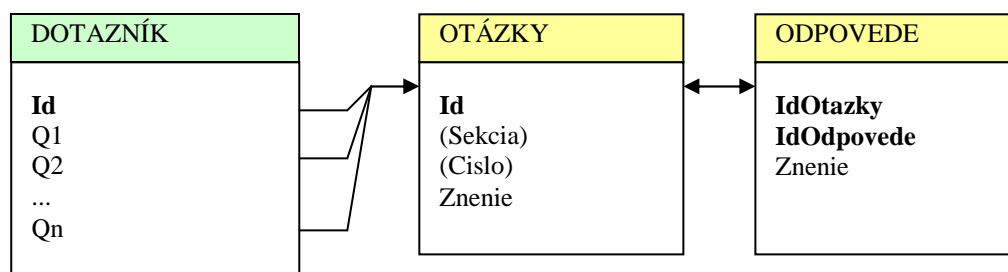 DOTAZNÍK
Id
Q1
Q2
...
Qn
OTÁZKY
Id
(Sekcia)
(Cislo)
Znenie
ODPOVEDE
IdOtazky
IdOdpovede
Znenie